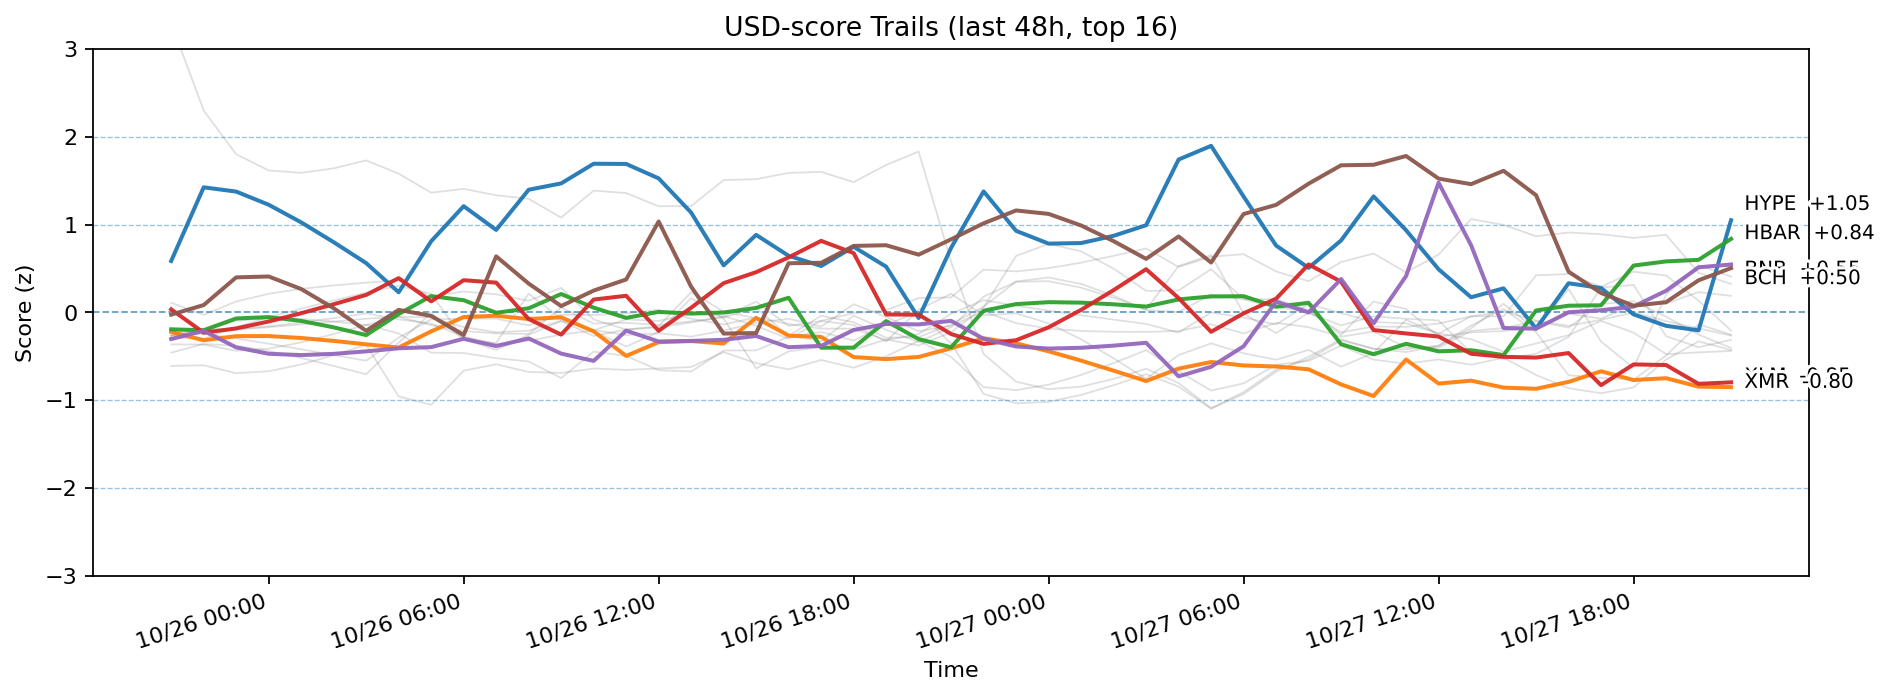 USD-score Trails (last 48h, top 16)
Score (z)
3
2
1
0
−1
−2
−3
HYPE +1.05
HBAR +0.84
BCH +0.50
XMR -0.80
10/26 00:00
10/26 06:00
10/26 12:00
10/26 18:00
10/27 00:00
10/27 06:00
10/27 12:00
10/27 18:00
Time